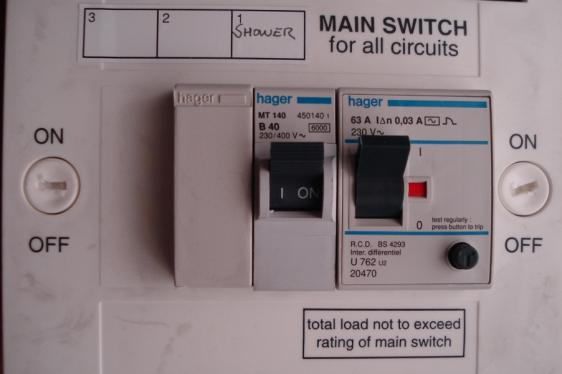 3 2 1
SHOWER
MAIN SWITCH
for all circuits
hager
hager
MT 140 450140 1
B 40 6000
230/400 V~
I ON
hager
63 A IΔn 0,03 A
230 V~
I
0
test regularly :
press button to trip
R.C.D. BS 4293
Inter. différentiel
U 762 U2
20470
ON
OFF
ON
OFF
total load not to exceed
rating of main switch